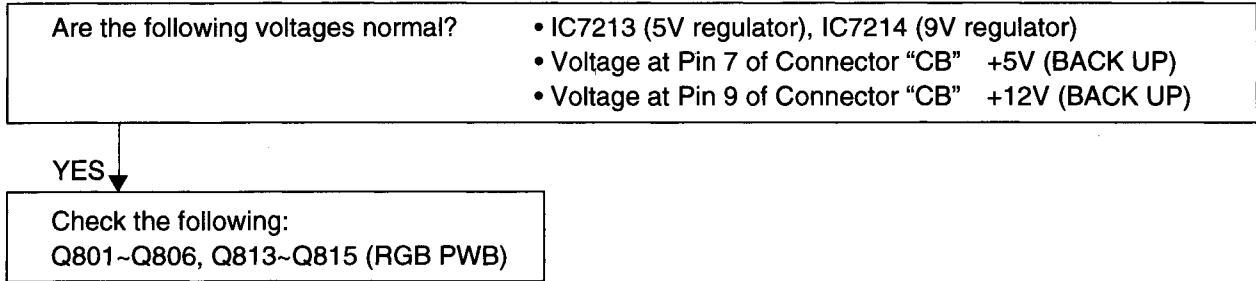 Are the following voltages normal? • IC7213 (5V regulator), IC7214 (9V regulator)
• Voltage at Pin 7 of Connector “CB” +5V (BACK UP)
• Voltage at Pin 9 of Connector “CB” +12V (BACK UP)
YES
Check the following:
Q801~Q806, Q813~Q815 (RGB PWB)